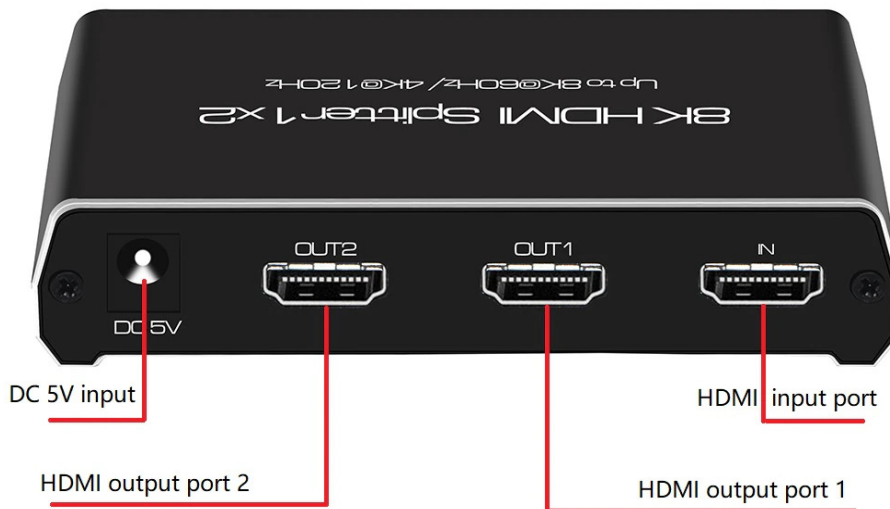 Up to 8K@60Hz/4K@120Hz
8K HDMI Splitter 1x2
OUT2
OUT1
IN
DC 5V
DC 5V input
HDMI input port
HDMI output port 2
HDMI output port 1